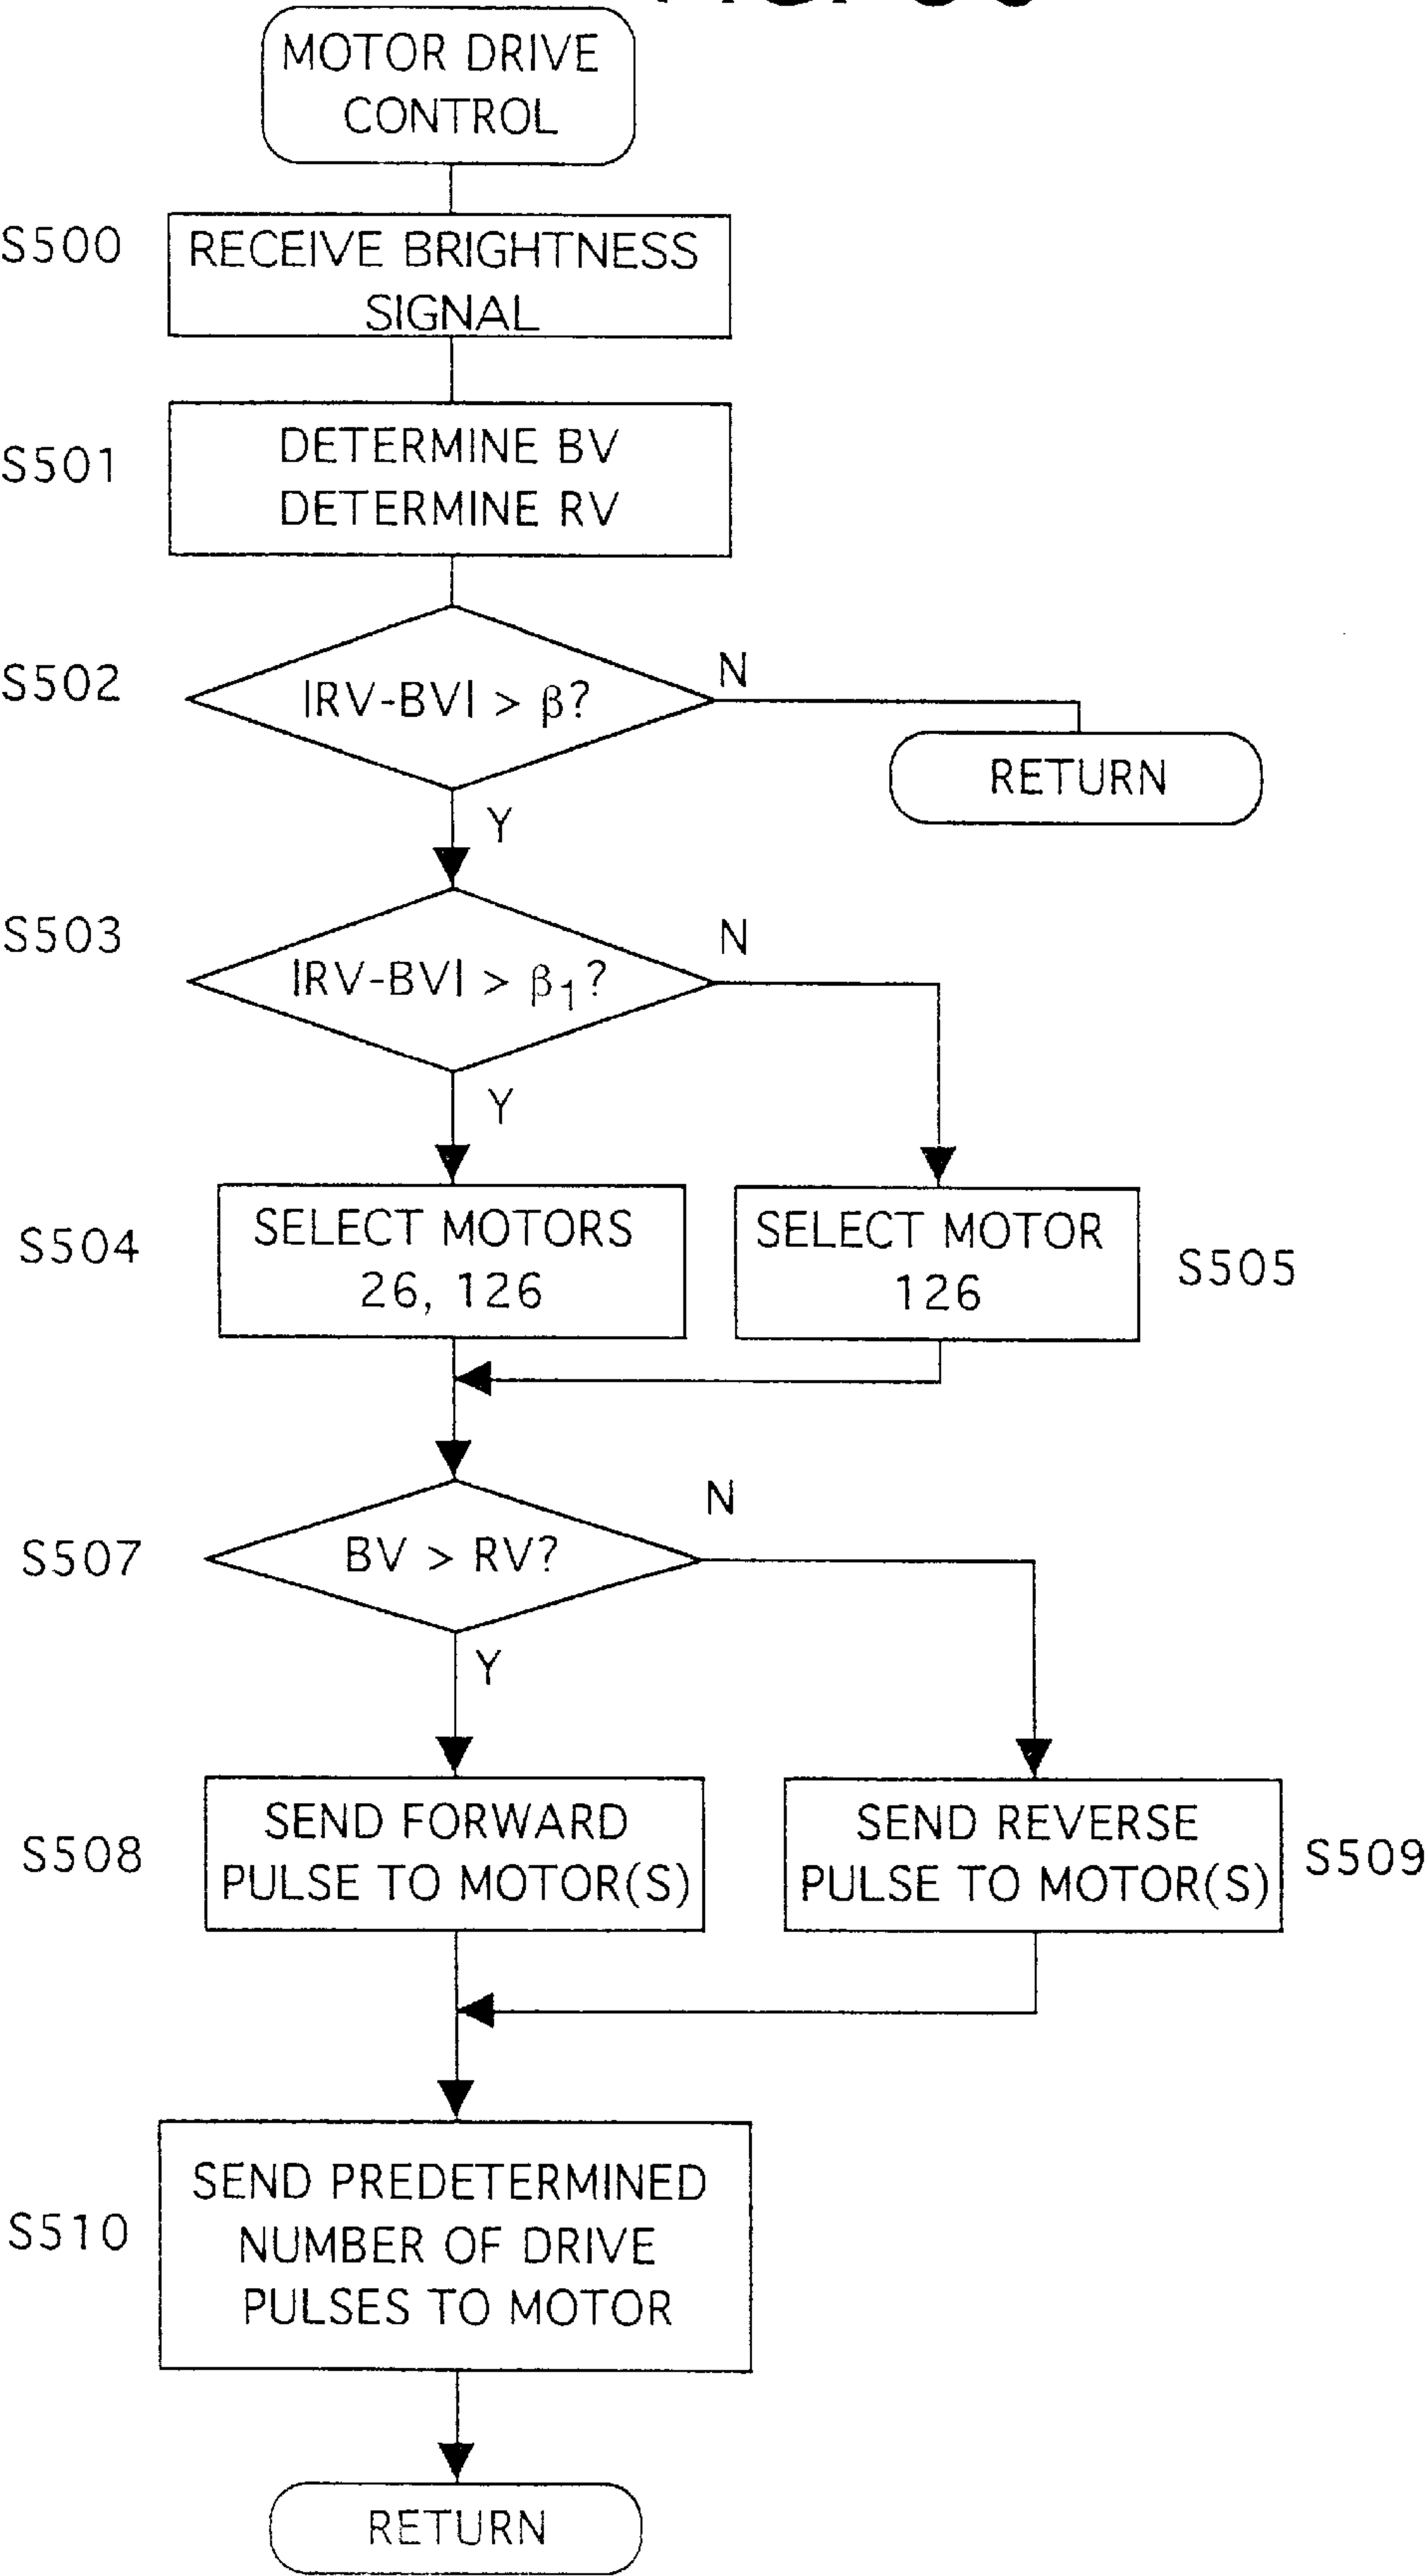 MOTOR DRIVE
CONTROL
S500
RECEIVE BRIGHTNESS
SIGNAL
S501
DETERMINE BV
DETERMINE RV
S502
|RV-BV| > β?
N
RETURN
Y
S503
|RV-BV| > β1?
N
Y
S504
SELECT MOTORS
26, 126
SELECT MOTOR
126
S505
S507
BV > RV?
N
Y
S508
SEND FORWARD
PULSE TO MOTOR(S)
SEND REVERSE
PULSE TO MOTOR(S)
S509
S510
SEND PREDETERMINED
NUMBER OF DRIVE
PULSES TO MOTOR
RETURN